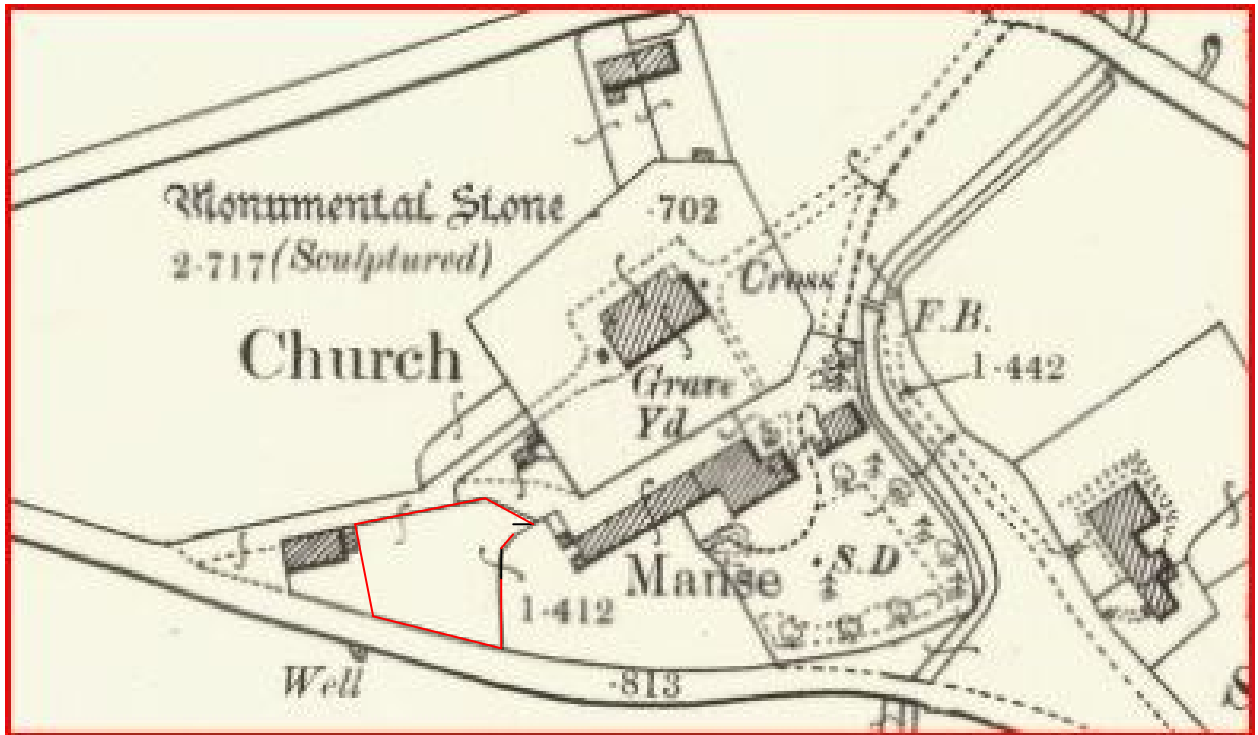 Monumental Stone
·702
2·717 (Sculptured)
Cross
F.B.
Church
1·442
Grave
Yd
S.D
Manse
1·412
Well
·813
S